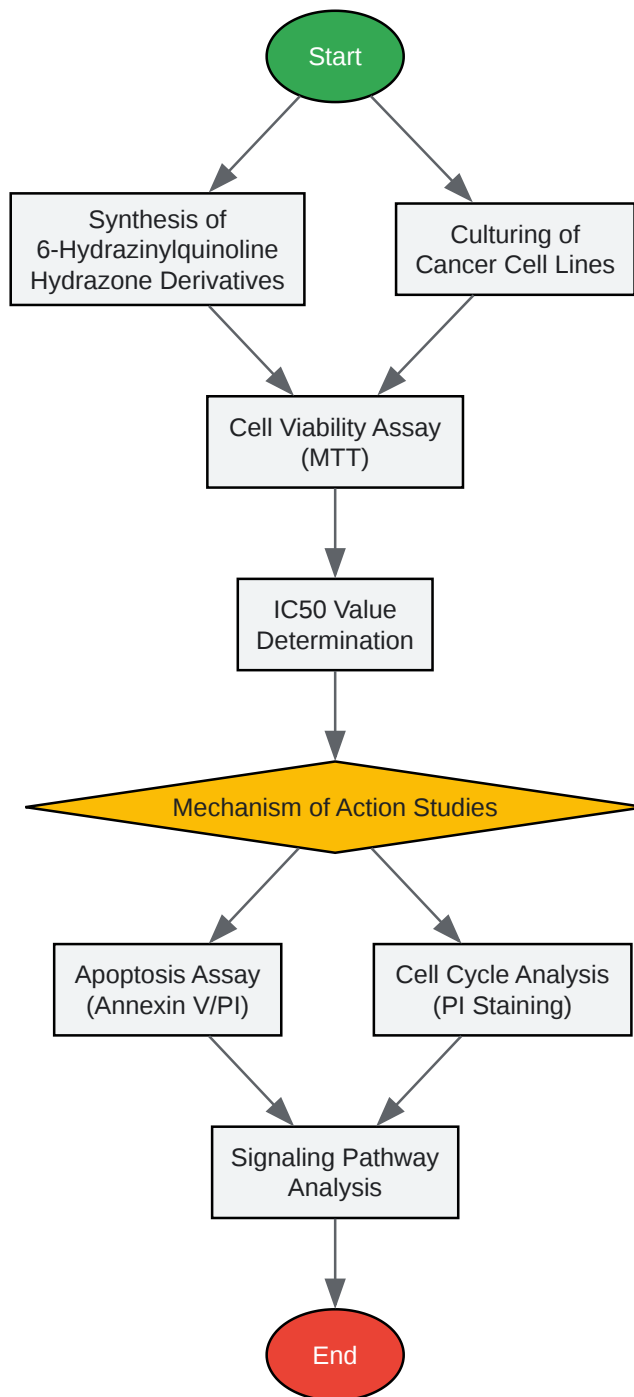 Start
Synthesis of
6-Hydrazinylquinoline
Hydrazone Derivatives
Culturing of
Cancer Cell Lines
Cell Viability Assay
(MTT)
IC50 Value
Determination
Mechanism of Action Studies
Apoptosis Assay
(Annexin V/PI)
Cell Cycle Analysis
(PI Staining)
Signaling Pathway
Analysis
End